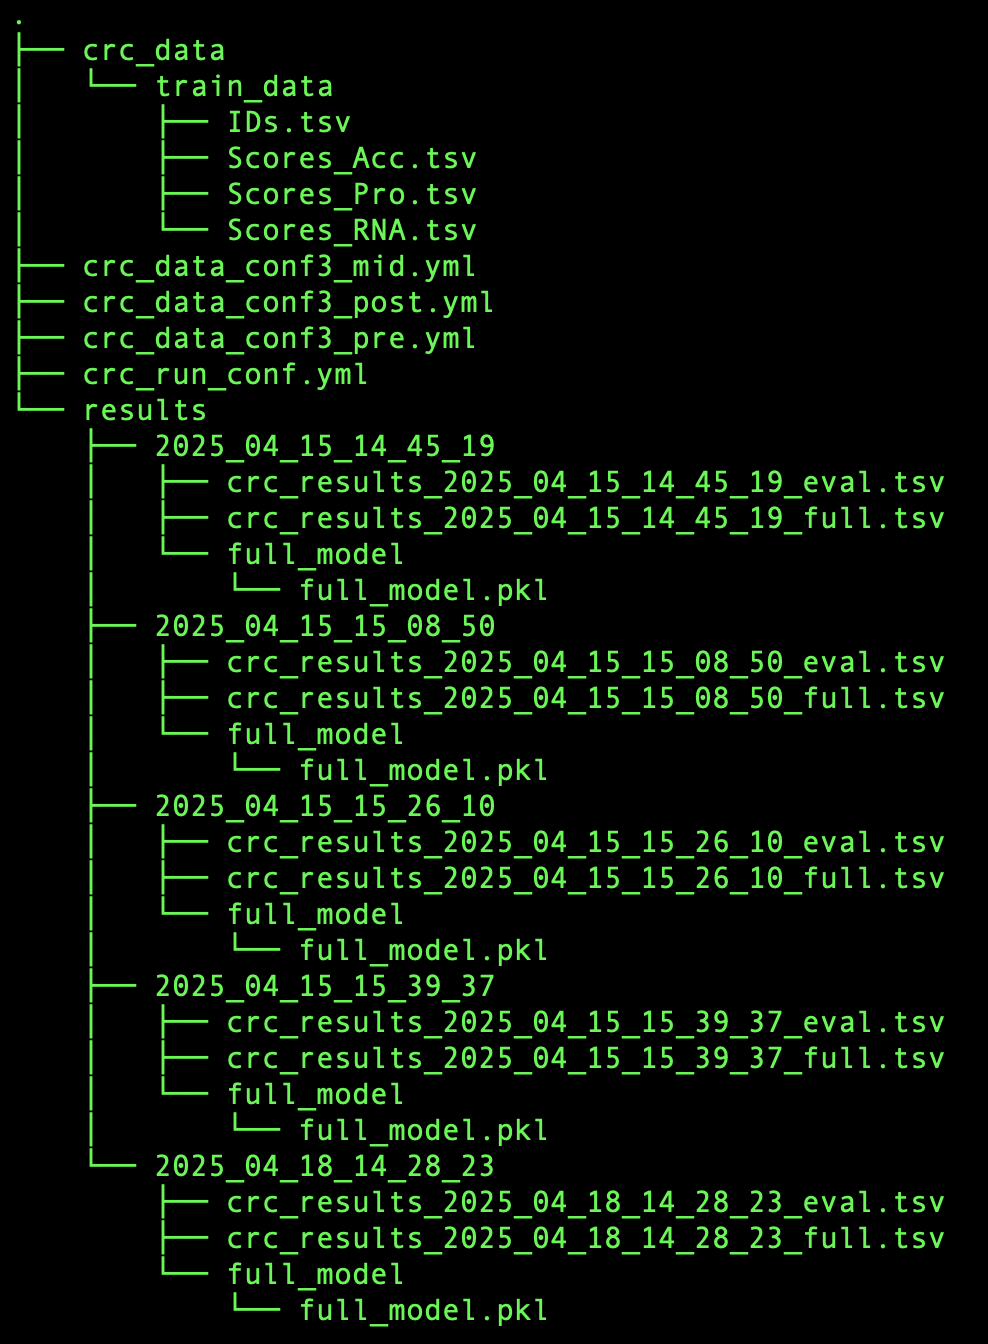 .
├── crc_data
│   └── train_data
│       ├── IDs.tsv
│       ├── Scores_Acc.tsv
│       ├── Scores_Pro.tsv
│       └── Scores_RNA.tsv
├── crc_data_conf3_mid.yml
├── crc_data_conf3_post.yml
├── crc_data_conf3_pre.yml
├── crc_run_conf.yml
└── results
    ├── 2025_04_15_14_45_19
    │   ├── crc_results_2025_04_15_14_45_19_eval.tsv
    │   ├── crc_results_2025_04_15_14_45_19_full.tsv
    │   └── full_model
    │       └── full_model.pkl
    ├── 2025_04_15_15_08_50
    │   ├── crc_results_2025_04_15_15_08_50_eval.tsv
    │   ├── crc_results_2025_04_15_15_08_50_full.tsv
    │   └── full_model
    │       └── full_model.pkl
    ├── 2025_04_15_15_26_10
    │   ├── crc_results_2025_04_15_15_26_10_eval.tsv
    │   ├── crc_results_2025_04_15_15_26_10_full.tsv
    │   └── full_model
    │       └── full_model.pkl
    ├── 2025_04_15_15_39_37
    │   ├── crc_results_2025_04_15_15_39_37_eval.tsv
    │   ├── crc_results_2025_04_15_15_39_37_full.tsv
    │   └── full_model
    │       └── full_model.pkl
    └── 2025_04_18_14_28_23
        ├── crc_results_2025_04_18_14_28_23_eval.tsv
        ├── crc_results_2025_04_18_14_28_23_full.tsv
        └── full_model
            └── full_model.pkl